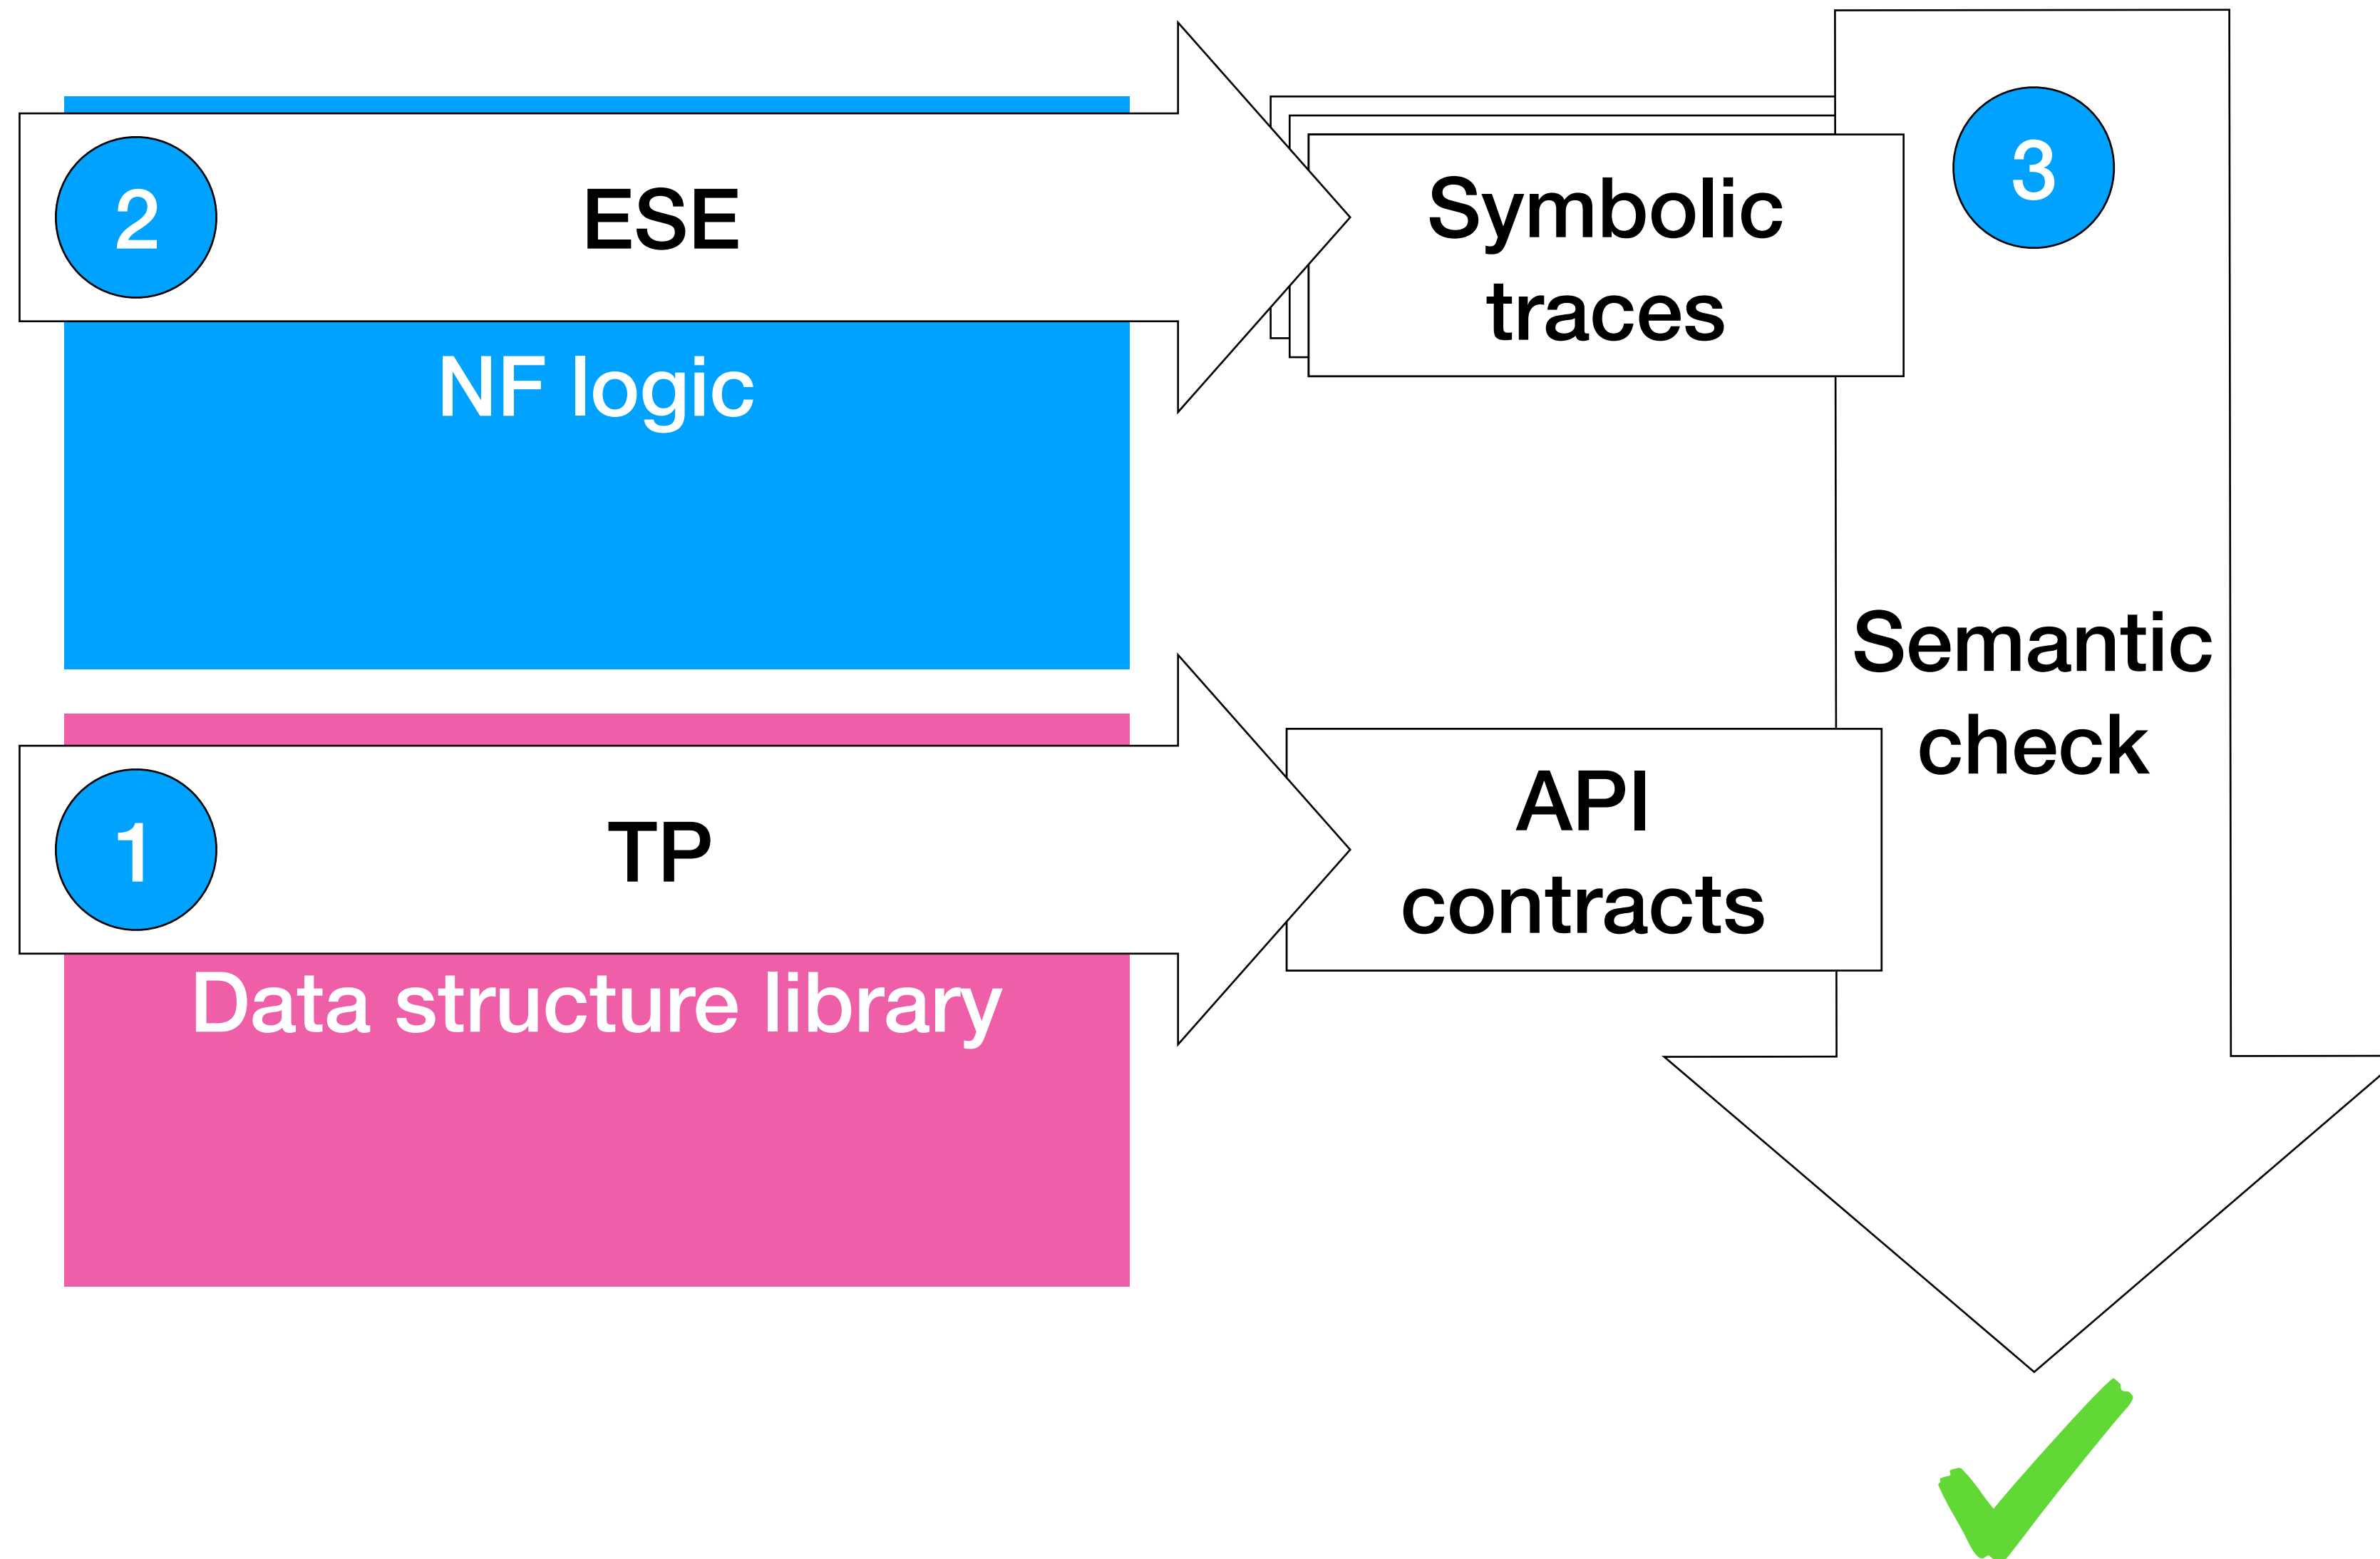 2
ESE
Symbolic
traces
3
NF logic
Semantic
check
1
TP
API
contracts
Data structure library